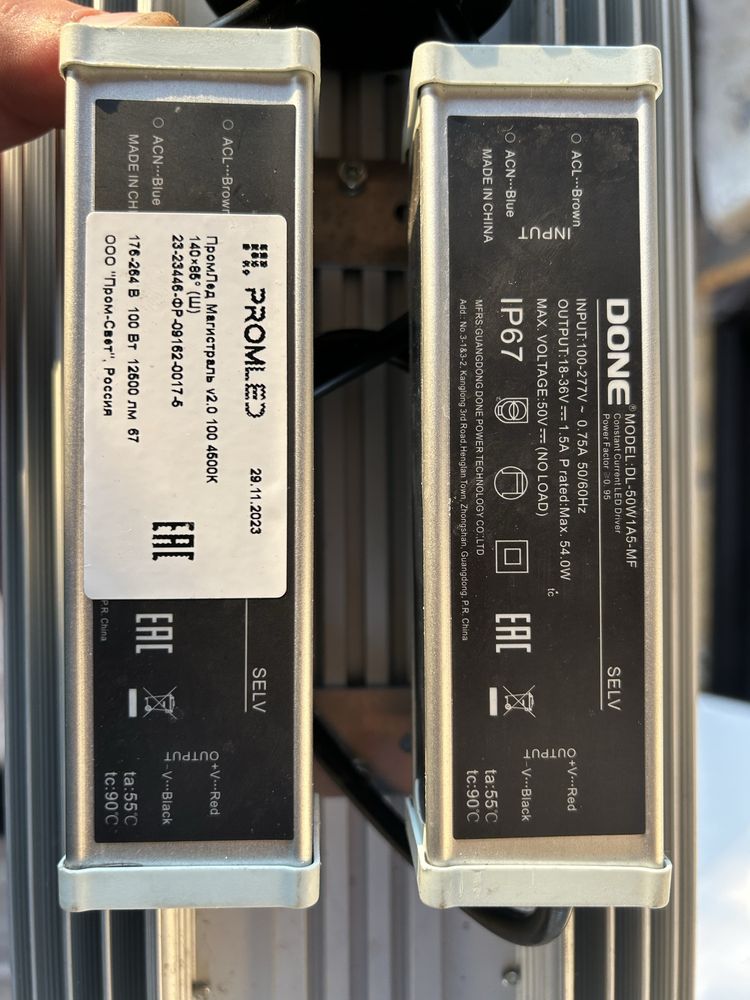 ACL···Brown
ACN···Blue
MADE IN CH
PROMLED
29.11.2023
ПромЛед Магистраль v2.0 100 4500К
140×85° (Ш)
23-23446-ФР-09162-0017-5
176-264 В 100 Вт 12600 лм 67
ООО "Пром-Свет", Россия
EAC
EAC
P.R. China
SELV
OUTPUT
+V···Red
-V···Black
ta:55℃
tc:90℃
ACL···Brown
ACN···Blue
INPUT
MADE IN CHINA
DONE® MODEL:DL-50W1A5-MF
Constant Current LED Driver
Power Factor≥0.95
INPUT:100-277V~ 0.75A 50/60Hz
OUTPUT:18-36V⎓ 1.5A P rated:Max. 54.0W
MAX. VOLTAGE:50V⎓ (NO LOAD)
tc
IP67
EAC
MFRS:GUANGDONG DONE POWER TECHNOLOGY CO.,LTD
Add.: No.3-1&3-2, Kanglong 3rd Road,Henglan Town, Zhongshan, Guangdong, P.R. China
SELV
OUTPUT
+V···Red
-V···Black
ta:55℃
tc:90℃